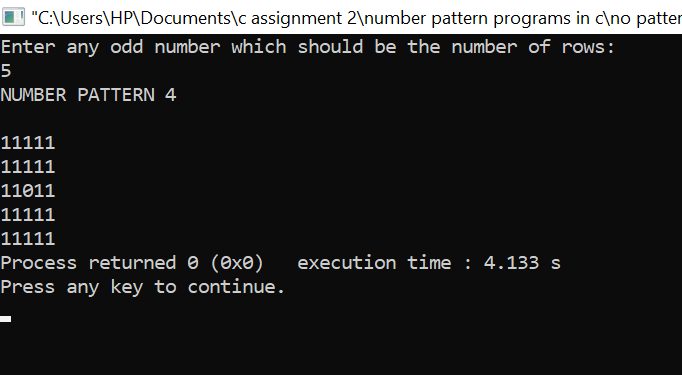 "C:\Users\HP\Documents\c assignment 2\number pattern programs in c\no patter
Enter any odd number which should be the number of rows:
5
NUMBER PATTERN 4
11111
11111
11011
11111
11111
Process returned 0 (0x0)   execution time : 4.133 s
Press any key to continue.